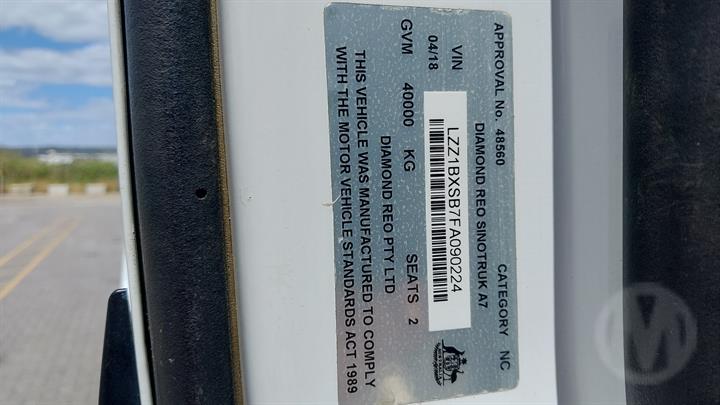 APPROVAL No. 48560 CATEGORY NC
DIAMOND REO SINOTRUK A7
VIN LZZ1BXSB7FA090224
04/18
GVM 40000 KG SEATS 2
DIAMOND REO PTY LTD
THIS VEHICLE WAS MANUFACTURED TO COMPLY
WITH THE MOTOR VEHICLE STANDARDS ACT 1989
M